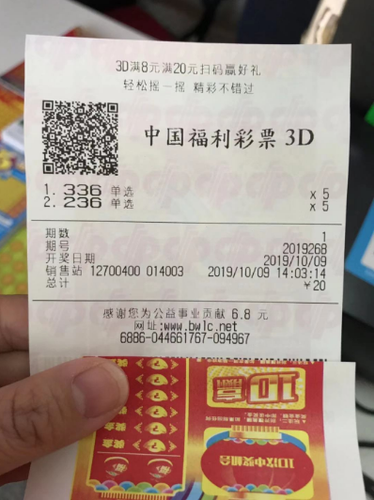 3D满8元满20元扫码赢好礼
轻松摇一摇 精彩不错过
中国福利彩票 3D
1. 336 单选 x 5
2. 236 单选 x 5
期数 1
期号 2019268
开奖日期 2019/10/09
销售站 12700400 014003 2019/10/09 14:03:14
总计 ¥20
感谢您为公益事业贡献 6.8 元
网址:www.bwlc.net
6886-044661767-094967